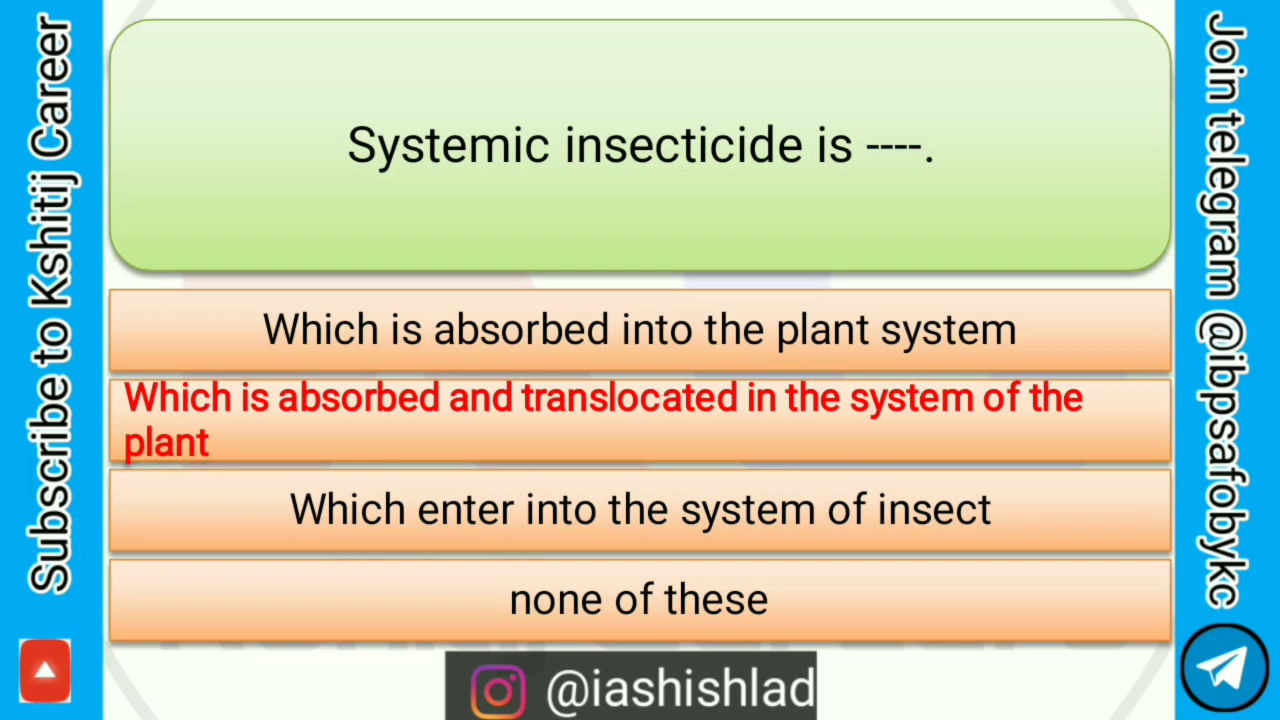 Subscribe to Kshitij Career
Systemic insecticide is ----.
Which is absorbed into the plant system
Which is absorbed and translocated in the system of the
plant
Which enter into the system of insect
none of these
@iashishlad
Join telegram @ibpsafobykc